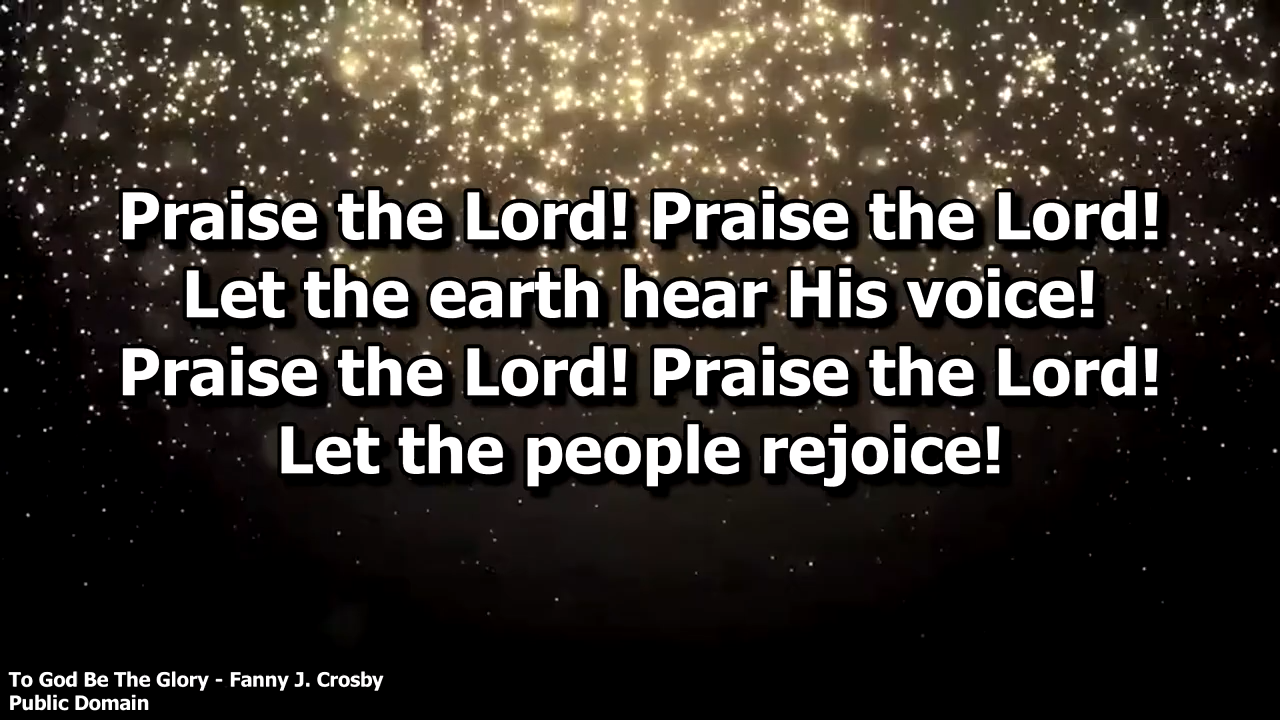 Praise the Lord! Praise the Lord!
Let the earth hear His voice!
Praise the Lord! Praise the Lord!
Let the people rejoice!
To God Be The Glory - Fanny J. Crosby
Public Domain